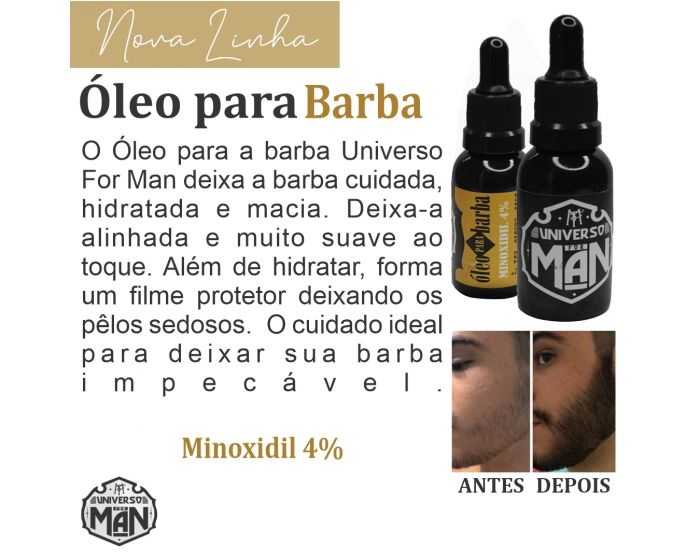 Nova Linha
Óleo para Barba
O Óleo para a barba Universo
For Man deixa a barba cuidada,
hidratada e macia. Deixa-a
alinhada e muito suave ao
toque. Além de hidratar, forma
um filme protetor deixando os
pêlos sedosos. O cuidado ideal
para deixar sua barba
impecável.
Minoxidil 4%
UNIVERSO
FOR
MAN
óleo PARA barba
MINOXIDIL 4%
UNIVERSO
FOR
MAN
ANTES DEPOIS